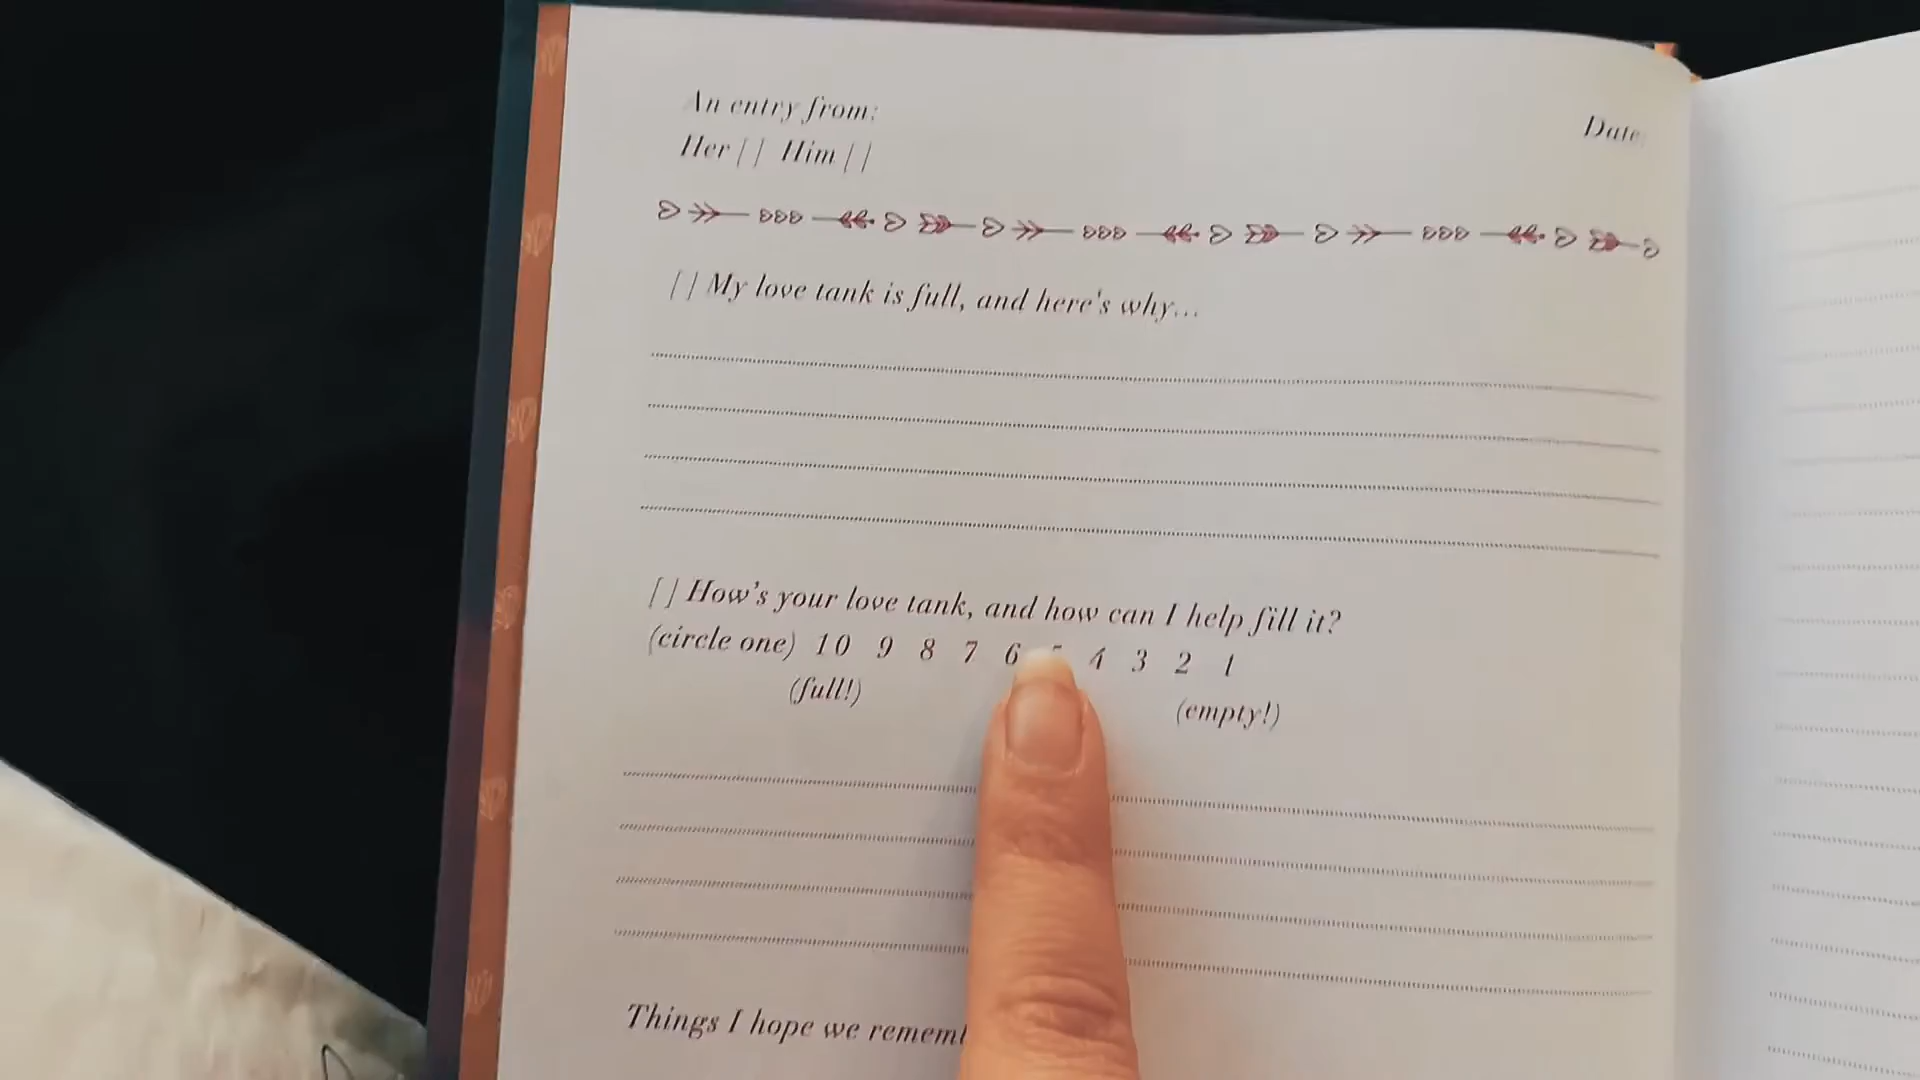 An entry from:
Date:
Her [ ] Him [ ]
[ ] My love tank is full, and here's why...
[ ] How's your love tank, and how can I help fill it?
(circle one) 10 9 8 7 6 4 3 2 1
(full!) (empty!)
Things I hope we